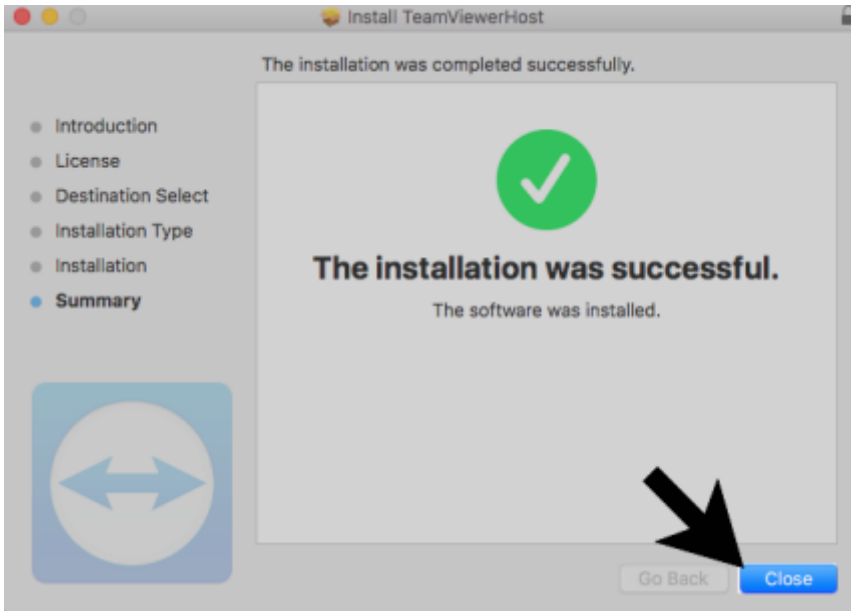 Install TeamViewerHost
The installation was completed successfully.
Introduction
License
Destination Select
Installation Type
Installation
Summary
The installation was successful.
The software was installed.
Go Back
Close